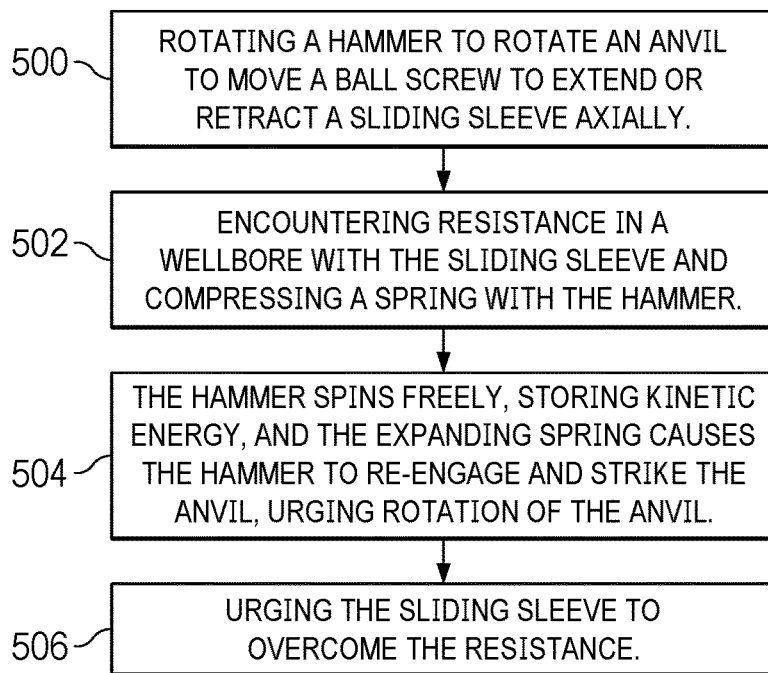 500
ROTATING A HAMMER TO ROTATE AN ANVIL
TO MOVE A BALL SCREW TO EXTEND OR
RETRACT A SLIDING SLEEVE AXIALLY.
502
ENCOUNTERING RESISTANCE IN A
WELLBORE WITH THE SLIDING SLEEVE AND
COMPRESSING A SPRING WITH THE HAMMER.
504
THE HAMMER SPINS FREELY, STORING KINETIC
ENERGY, AND THE EXPANDING SPRING CAUSES
THE HAMMER TO RE-ENGAGE AND STRIKE THE
ANVIL, URGING ROTATION OF THE ANVIL.
506
URGING THE SLIDING SLEEVE TO
OVERCOME THE RESISTANCE.